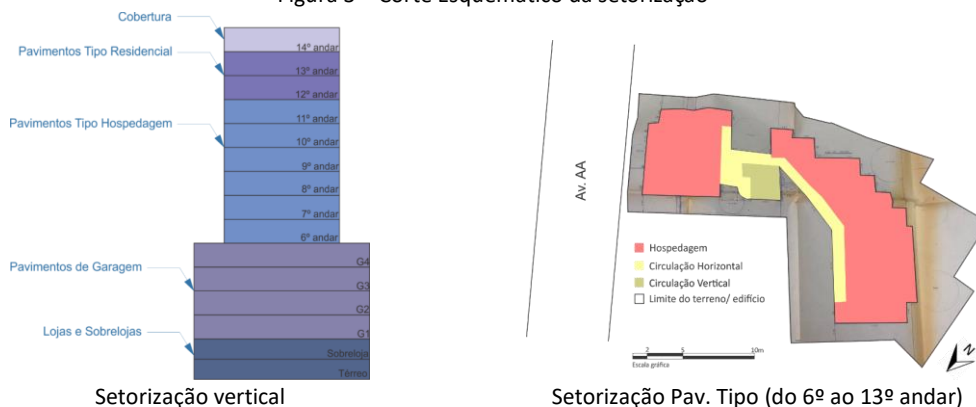 Figura 3 – Corte Esquemático da setorização
Cobertura
14º andar
Pavimentos Tipo Residencial
13º andar
12º andar
11º andar
Pavimentos Tipo Hospedagem
10º andar
9º andar
8º andar
7º andar
6º andar
G4
Pavimentos de Garagem
G3
G2
G1
Lojas e Sobrelojas
Sobreloja
Térreo
Setorização vertical
Av. AA
Hospedagem
Circulação Horizontal
Circulação Vertical
Limite do terreno/ edifício
2 5 10m
Escala gráfica
N
Setorização Pav. Tipo (do 6º ao 13º andar)